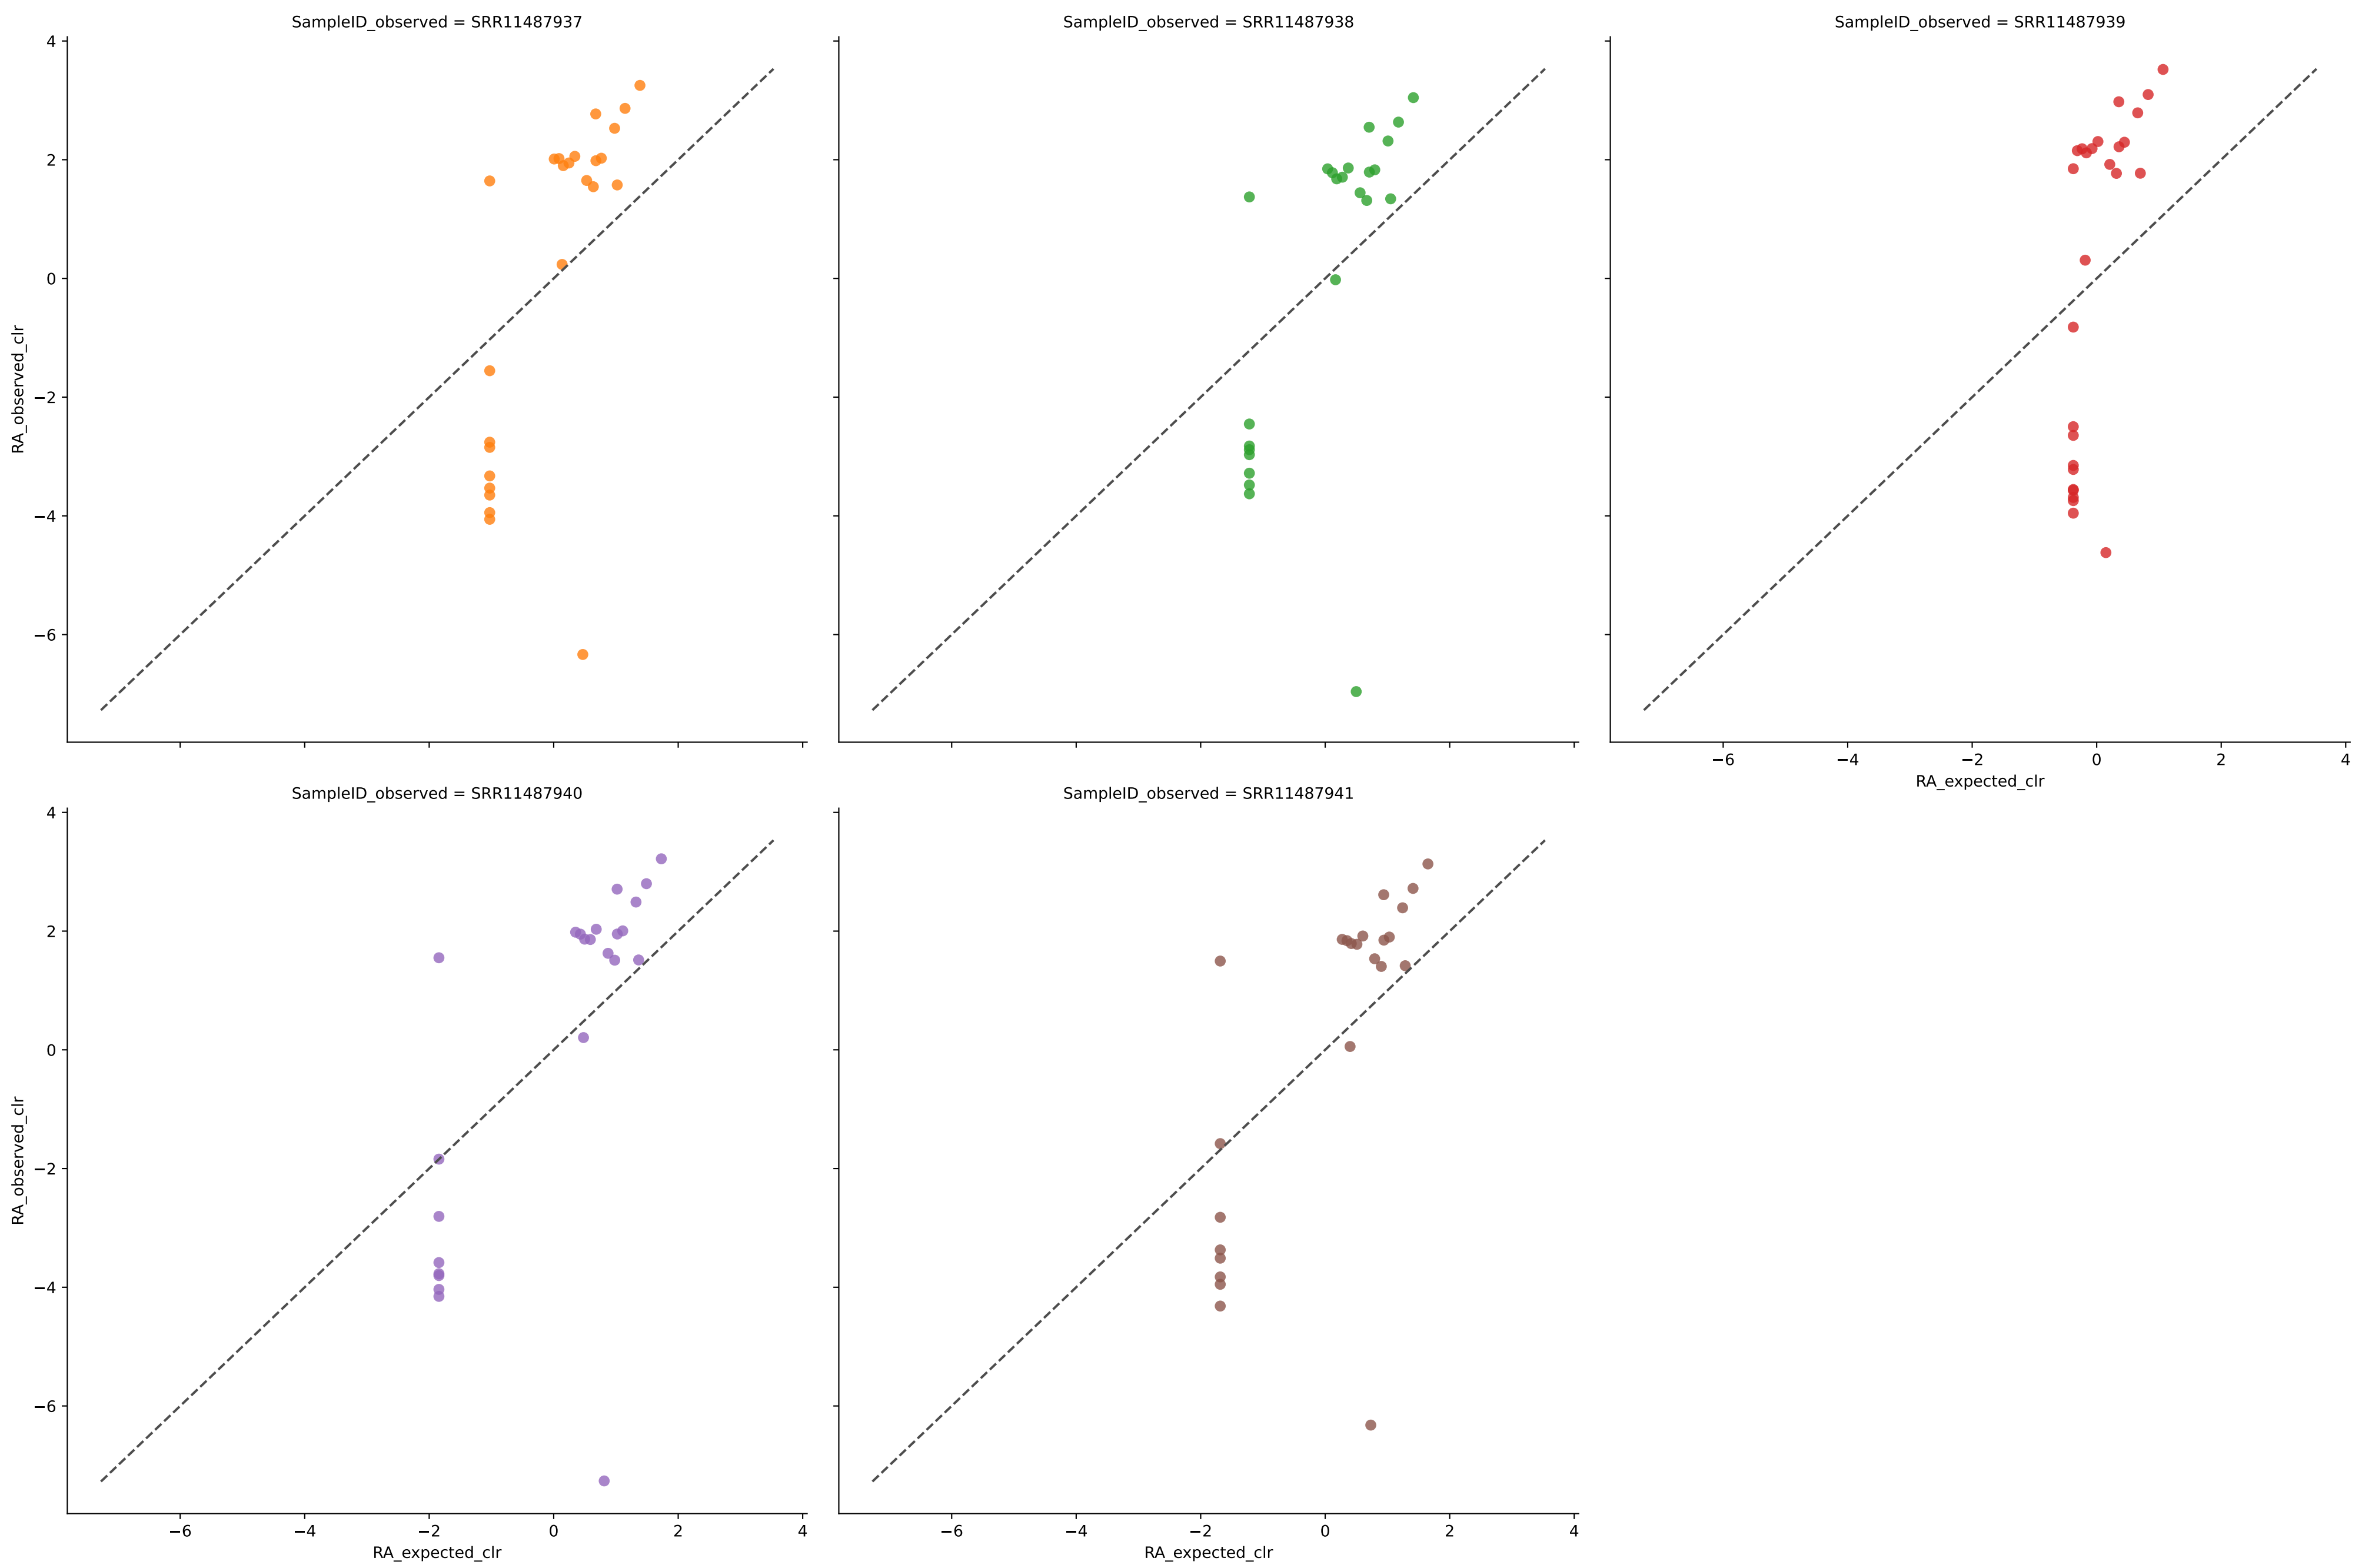 SampleID_observed = SRR11487937
SampleID_observed = SRR11487938
SampleID_observed = SRR11487939
4
2
0
−2
−4
−6
RA_observed_clr
−6 −4 −2 0 2 4
RA_expected_clr
SampleID_observed = SRR11487940
SampleID_observed = SRR11487941
4
2
0
−2
−4
−6
RA_observed_clr
−6 −4 −2 0 2 4
RA_expected_clr
−6 −4 −2 0 2 4
RA_expected_clr